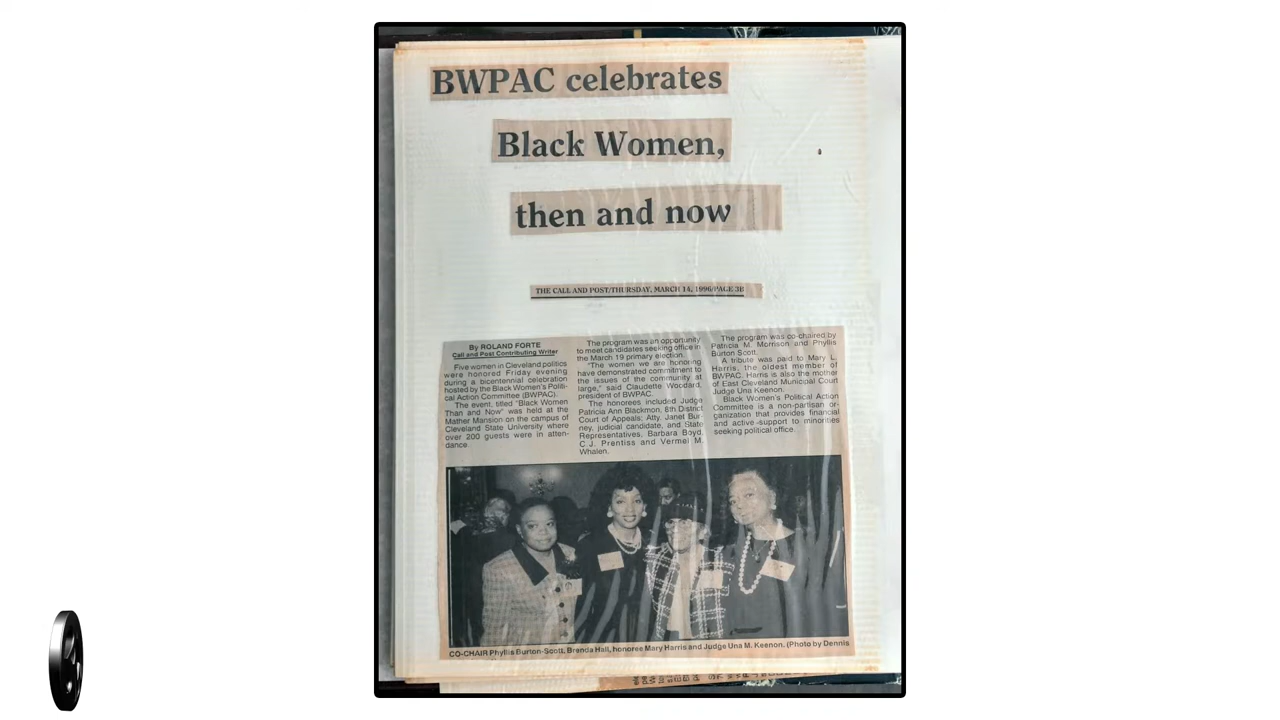 BWPAC celebrates
Black Women,
then and now
THE CALL AND POST/THURSDAY, MARCH 14, 1996/PAGE 3B
By ROLAND FORTE
Call and Post Contributing Writer
Five women in Cleveland politics
were honored Friday evening
during a bicentennial celebration
hosted by the Black Women's Politi-
cal Action Committee (BWPAC).
The event, titled "Black Women
Then and Now" was held at the
Mather Mansion on the campus of
Cleveland State University where
over 200 guests were in atten-
dance.
The program was an opportunity
to meet candidates seeking office in
the March 19 primary election.
"The women we are honoring
have demonstrated commitment to
the issues of the community at
large," said Claudette Woodard,
president of BWPAC.
The honorees included Judge
Patricia Ann Blackmon, 8th District
Court of Appeals; Atty. Janet Bur-
ney, judicial candidate, and State
Representatives, Barbara Boyd,
C.J. Prentiss and Vermel M.
Whalen.
The program was co-chaired by
Patricia M. Morrison and Phyllis
Burton Scott.
A tribute was paid to Mary L.
Harris, the oldest member of
BWPAC. Harris is also the mother
of East Cleveland Municipal Court
Judge Una Keenon.
Black Women's Political Action
Committee is a non-partisan or-
ganization that provides financial
and active support to minorities
seeking political office.
CO-CHAIR Phyllis Burton-Scott, Brenda Hall, honoree Mary Harris and Judge Una M. Keenon. (Photo by Dennis